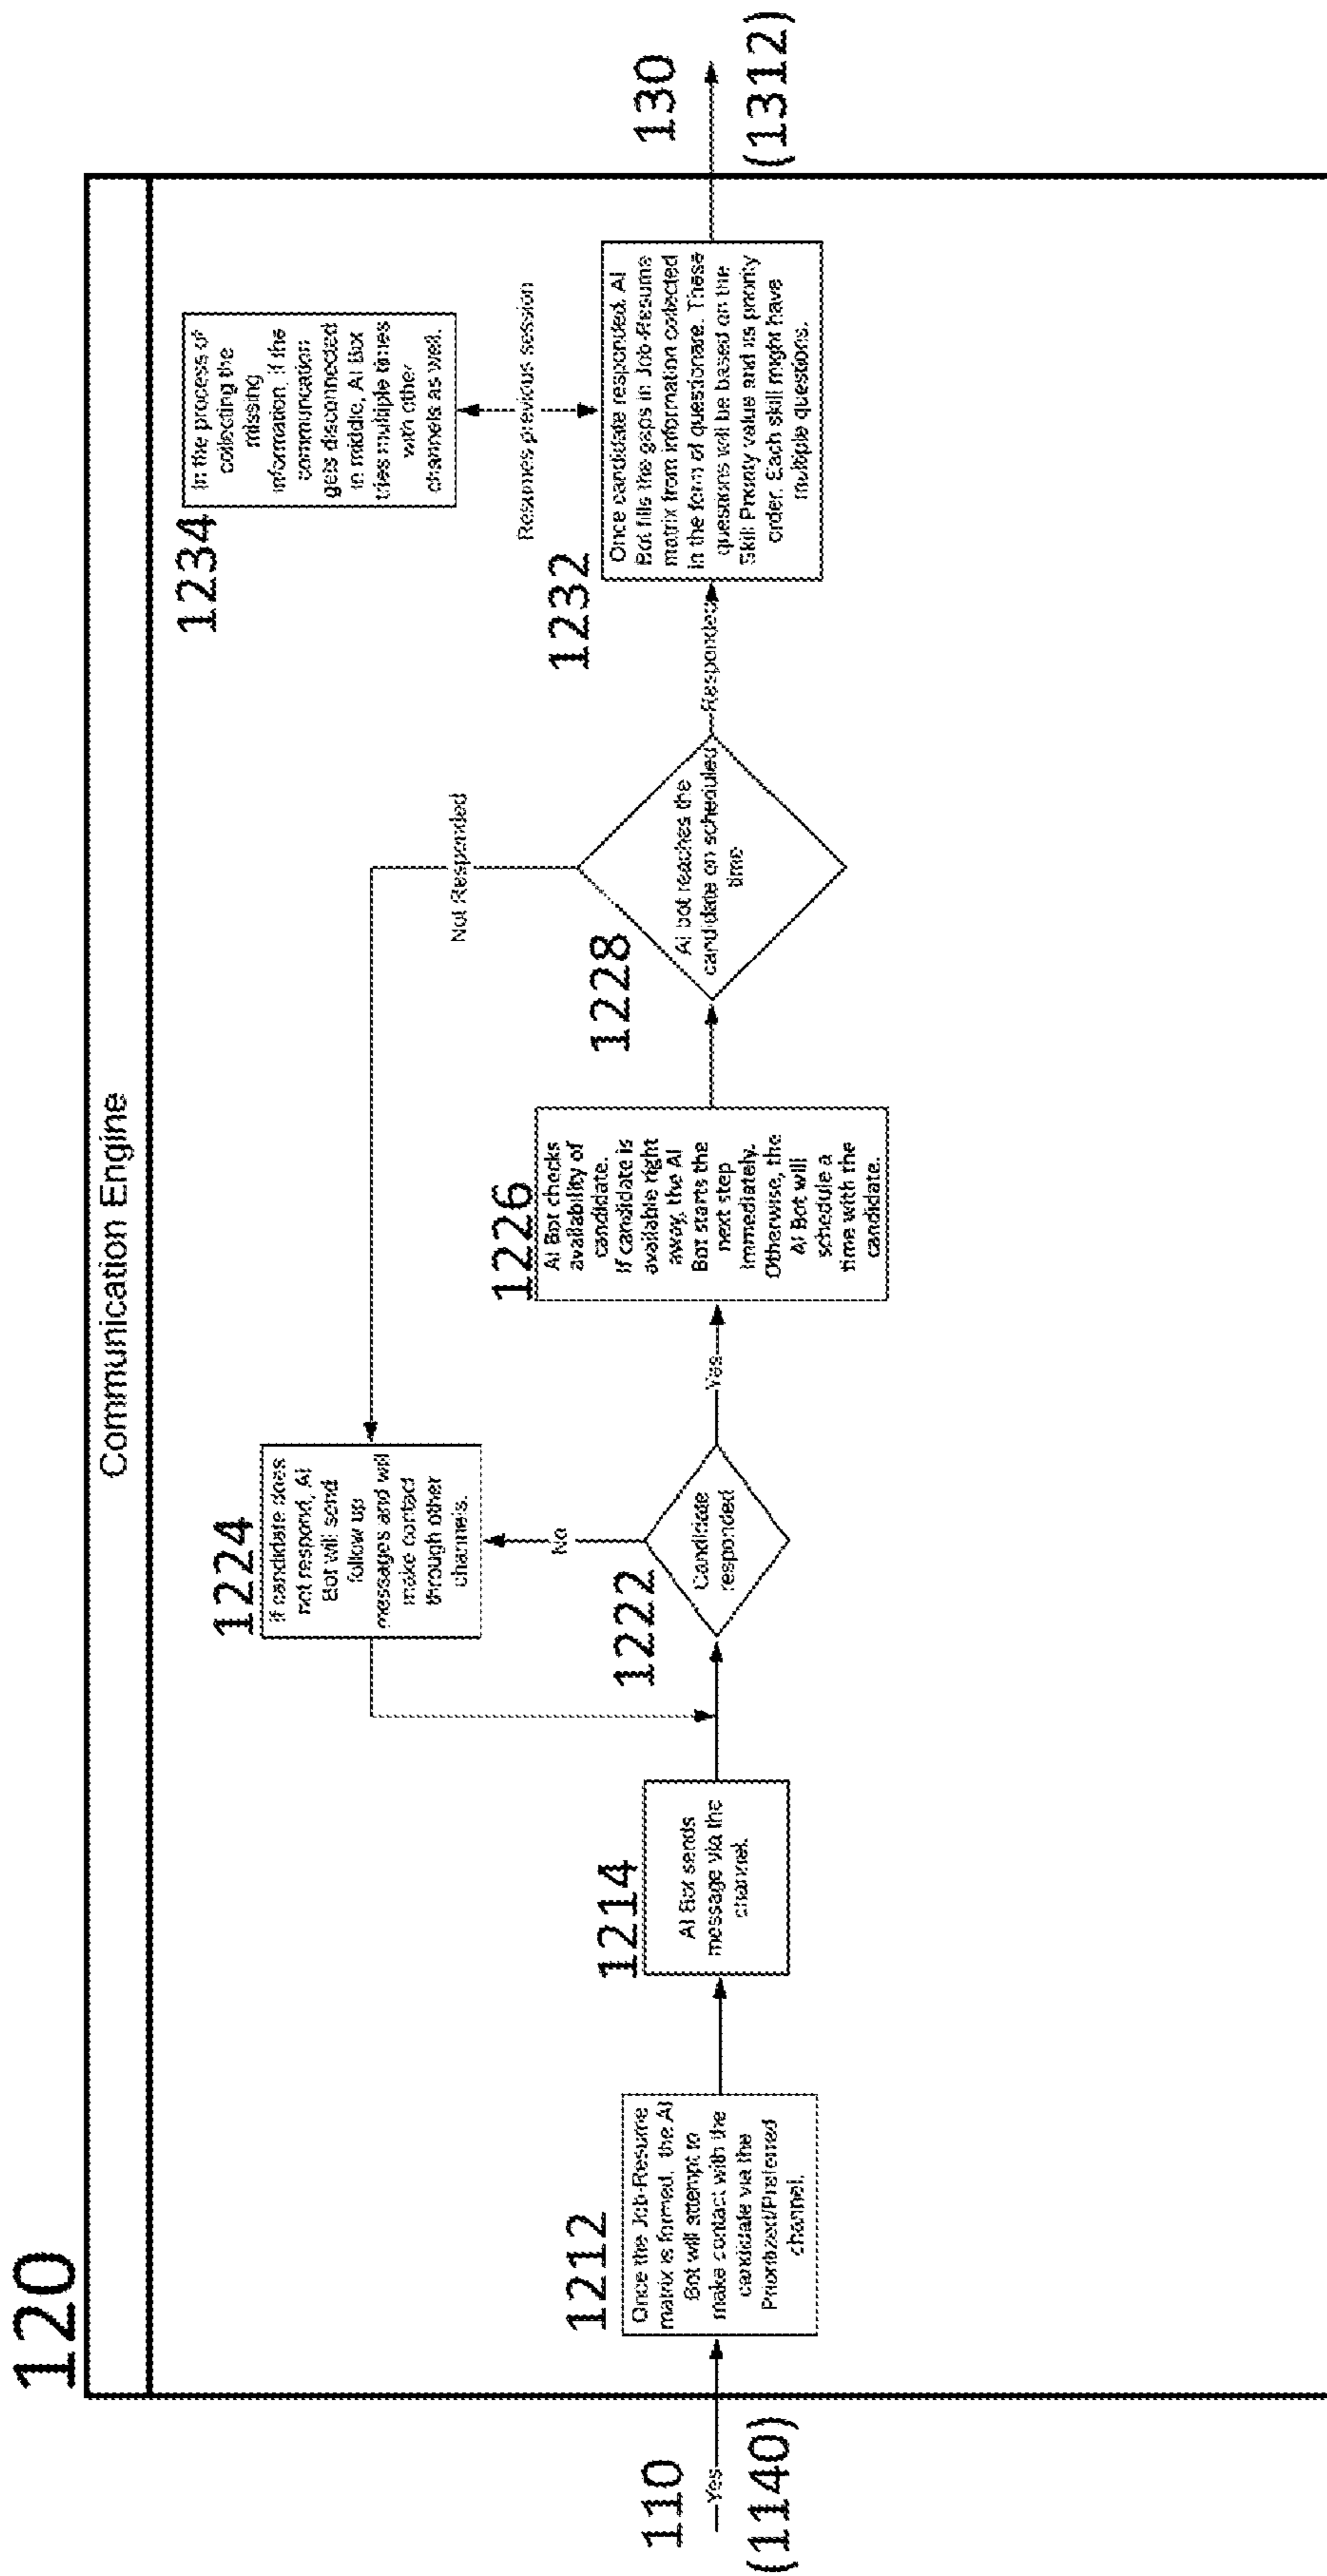 120
Communication Engine
110
Yes
(1140)
1212
Once the Job-Resume
matrix is formed, the AI
Bot will attempt to
make contact with the
candidate via the
Prioritized/Preferred
channel.
1214
AI Bot sends
message via the
channel.
1222
Candidate
responded
No
Yes
1224
If candidate does
not respond, AI
Bot will send
follow up
messages and will
make contact
through other
channels.
1226
AI Bot checks
availability of
candidate.
If candidate is
available right
away, the AI
Bot starts the
next step
immediately.
Otherwise, the
AI Bot will
schedule a
time with the
candidate.
1228
AI bot reaches the
candidate on scheduled
time
Not Responded
Responded
1232
Once candidate responded, AI
Bot fills the gaps in Job-Resume
matrix from information collected
in the form of questionare. These
questions will be based on the
Skill: Priority value and its priority
order. Each skill might have
multiple questions.
Resumes previous session
1234
In the process of
collecting the
missing
information, if the
communcation
gets disconnected
in middle, AI Bot
tries multiple times
with other
channels as well.
130
(1312)